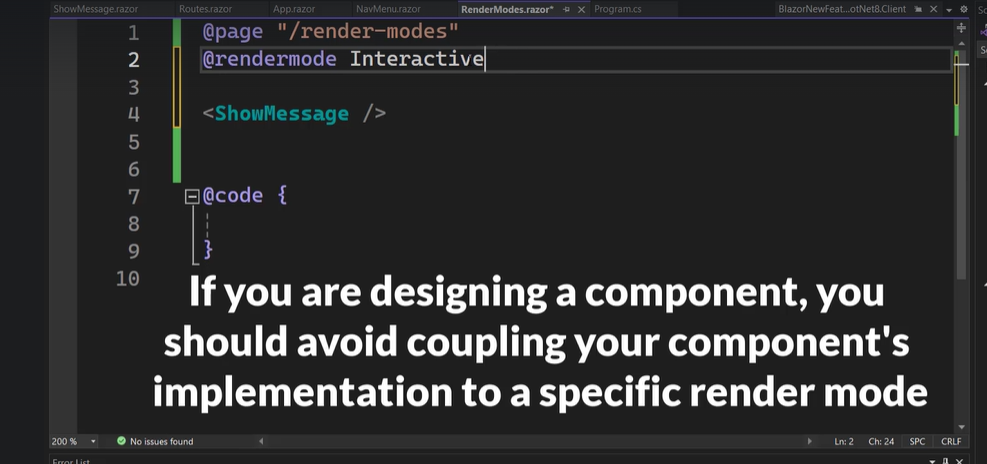 ShowMessage.razor Routes.razor App.razor NavMenu.razor RenderModes.razor* Program.cs BlazorNewFeat...otNet8.Client
1 @page "/render-modes"
2 @rendermode Interactive
3
4 <ShowMessage />
5
6
7 @code {
8
9 }
10
If you are designing a component, you
should avoid coupling your component's
implementation to a specific render mode
200 % No issues found Ln: 2 Ch: 24 SPC CRLF
Error List